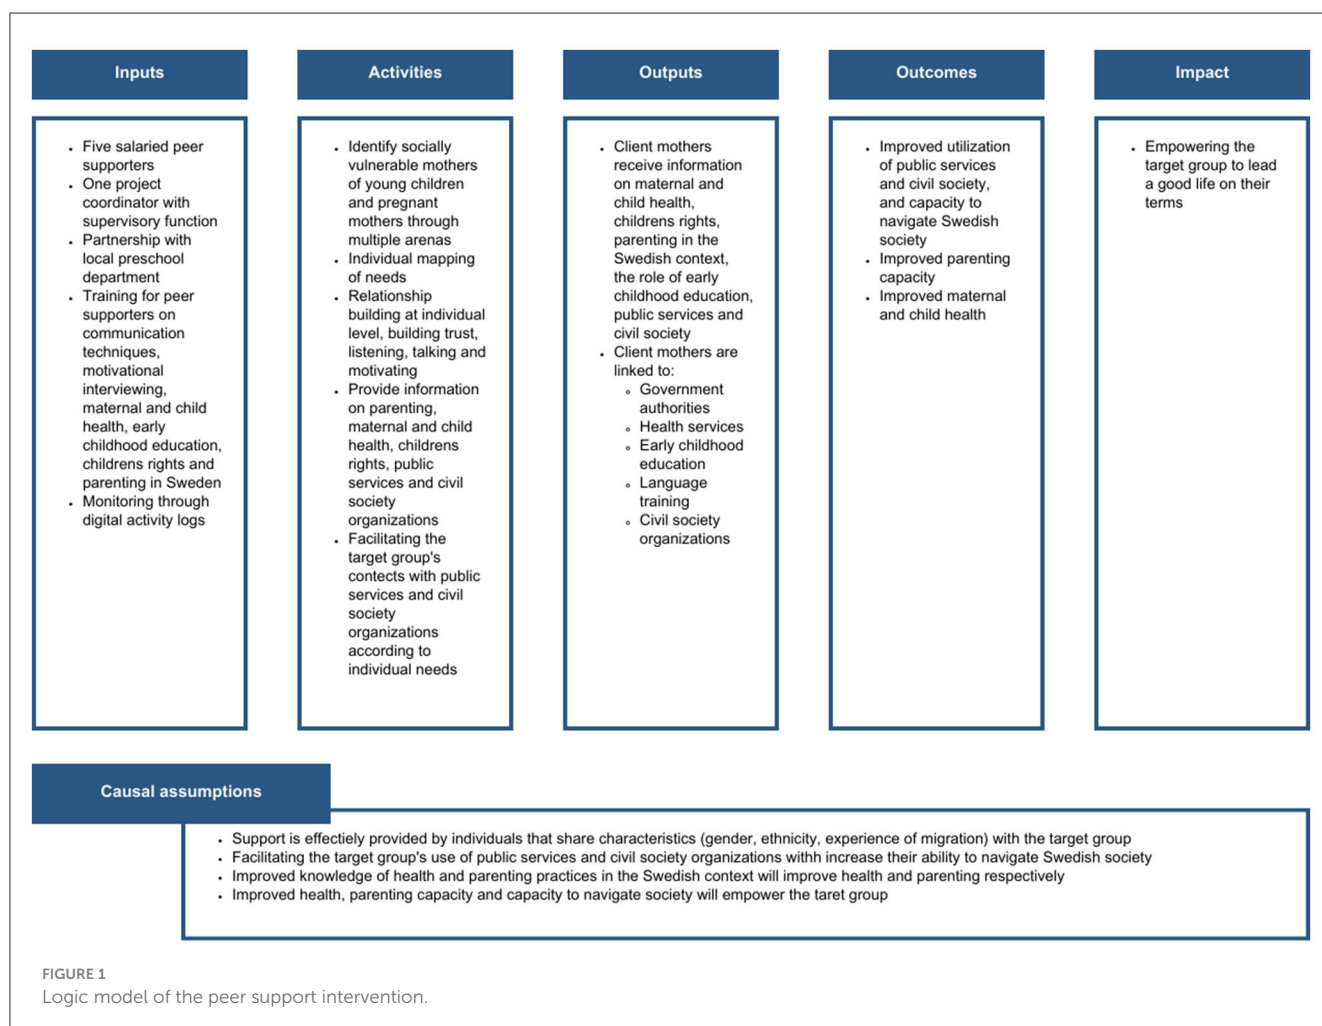 Inputs
• Five salaried peer
supporters
• One project
coordinator with
supervisory function
• Partnership with
local preschool
department
• Training for peer
supporters on
communication
techniques,
motivational
interviewing,
maternal and child
health, early
childhood education,
childrens rights and
parenting in Sweden
• Monitoring through
digital activity logs
Activities
• Identify socially
vulnerable mothers
of young children
and pregnant
mothers through
multiple arenas
• Individual mapping
of needs
• Relationship
building at individual
level, building trust,
listening, talking and
motivating
• Provide information
on parenting,
maternal and child
health, childrens
rights, public
services and civil
society
organizations
• Facilitating the
target group's
contects with public
services and civil
society
organizations
according to
individual needs
Outputs
• Client mothers
receive information
on maternal and
child health,
childrens rights,
parenting in the
Swedish context,
the role of early
childhood education,
public services and
civil society
• Client mothers are
linked to:
◦ Government
authorities
◦ Health services
◦ Early childhood
education
◦ Language
training
◦ Civil society
organizations
Outcomes
• Improved utilization
of public services
and civil society,
and capacity to
navigate Swedish
society
• Improved parenting
capacity
• Improved maternal
and child health
Impact
• Empowering the
target group to lead
a good life on their
terms
Causal assumptions
• Support is effectiely provided by individuals that share characteristics (gender, ethnicity, experience of migration) with the target group
• Facilitating the target group's use of public services and civil society organizations withh increase their ability to navigate Swedish society
• Improved knowledge of health and parenting practices in the Swedish context will improve health and parenting respectively
• Improved health, parenting capacity and capacity to navigate society will empower the taret group
FIGURE 1
Logic model of the peer support intervention.